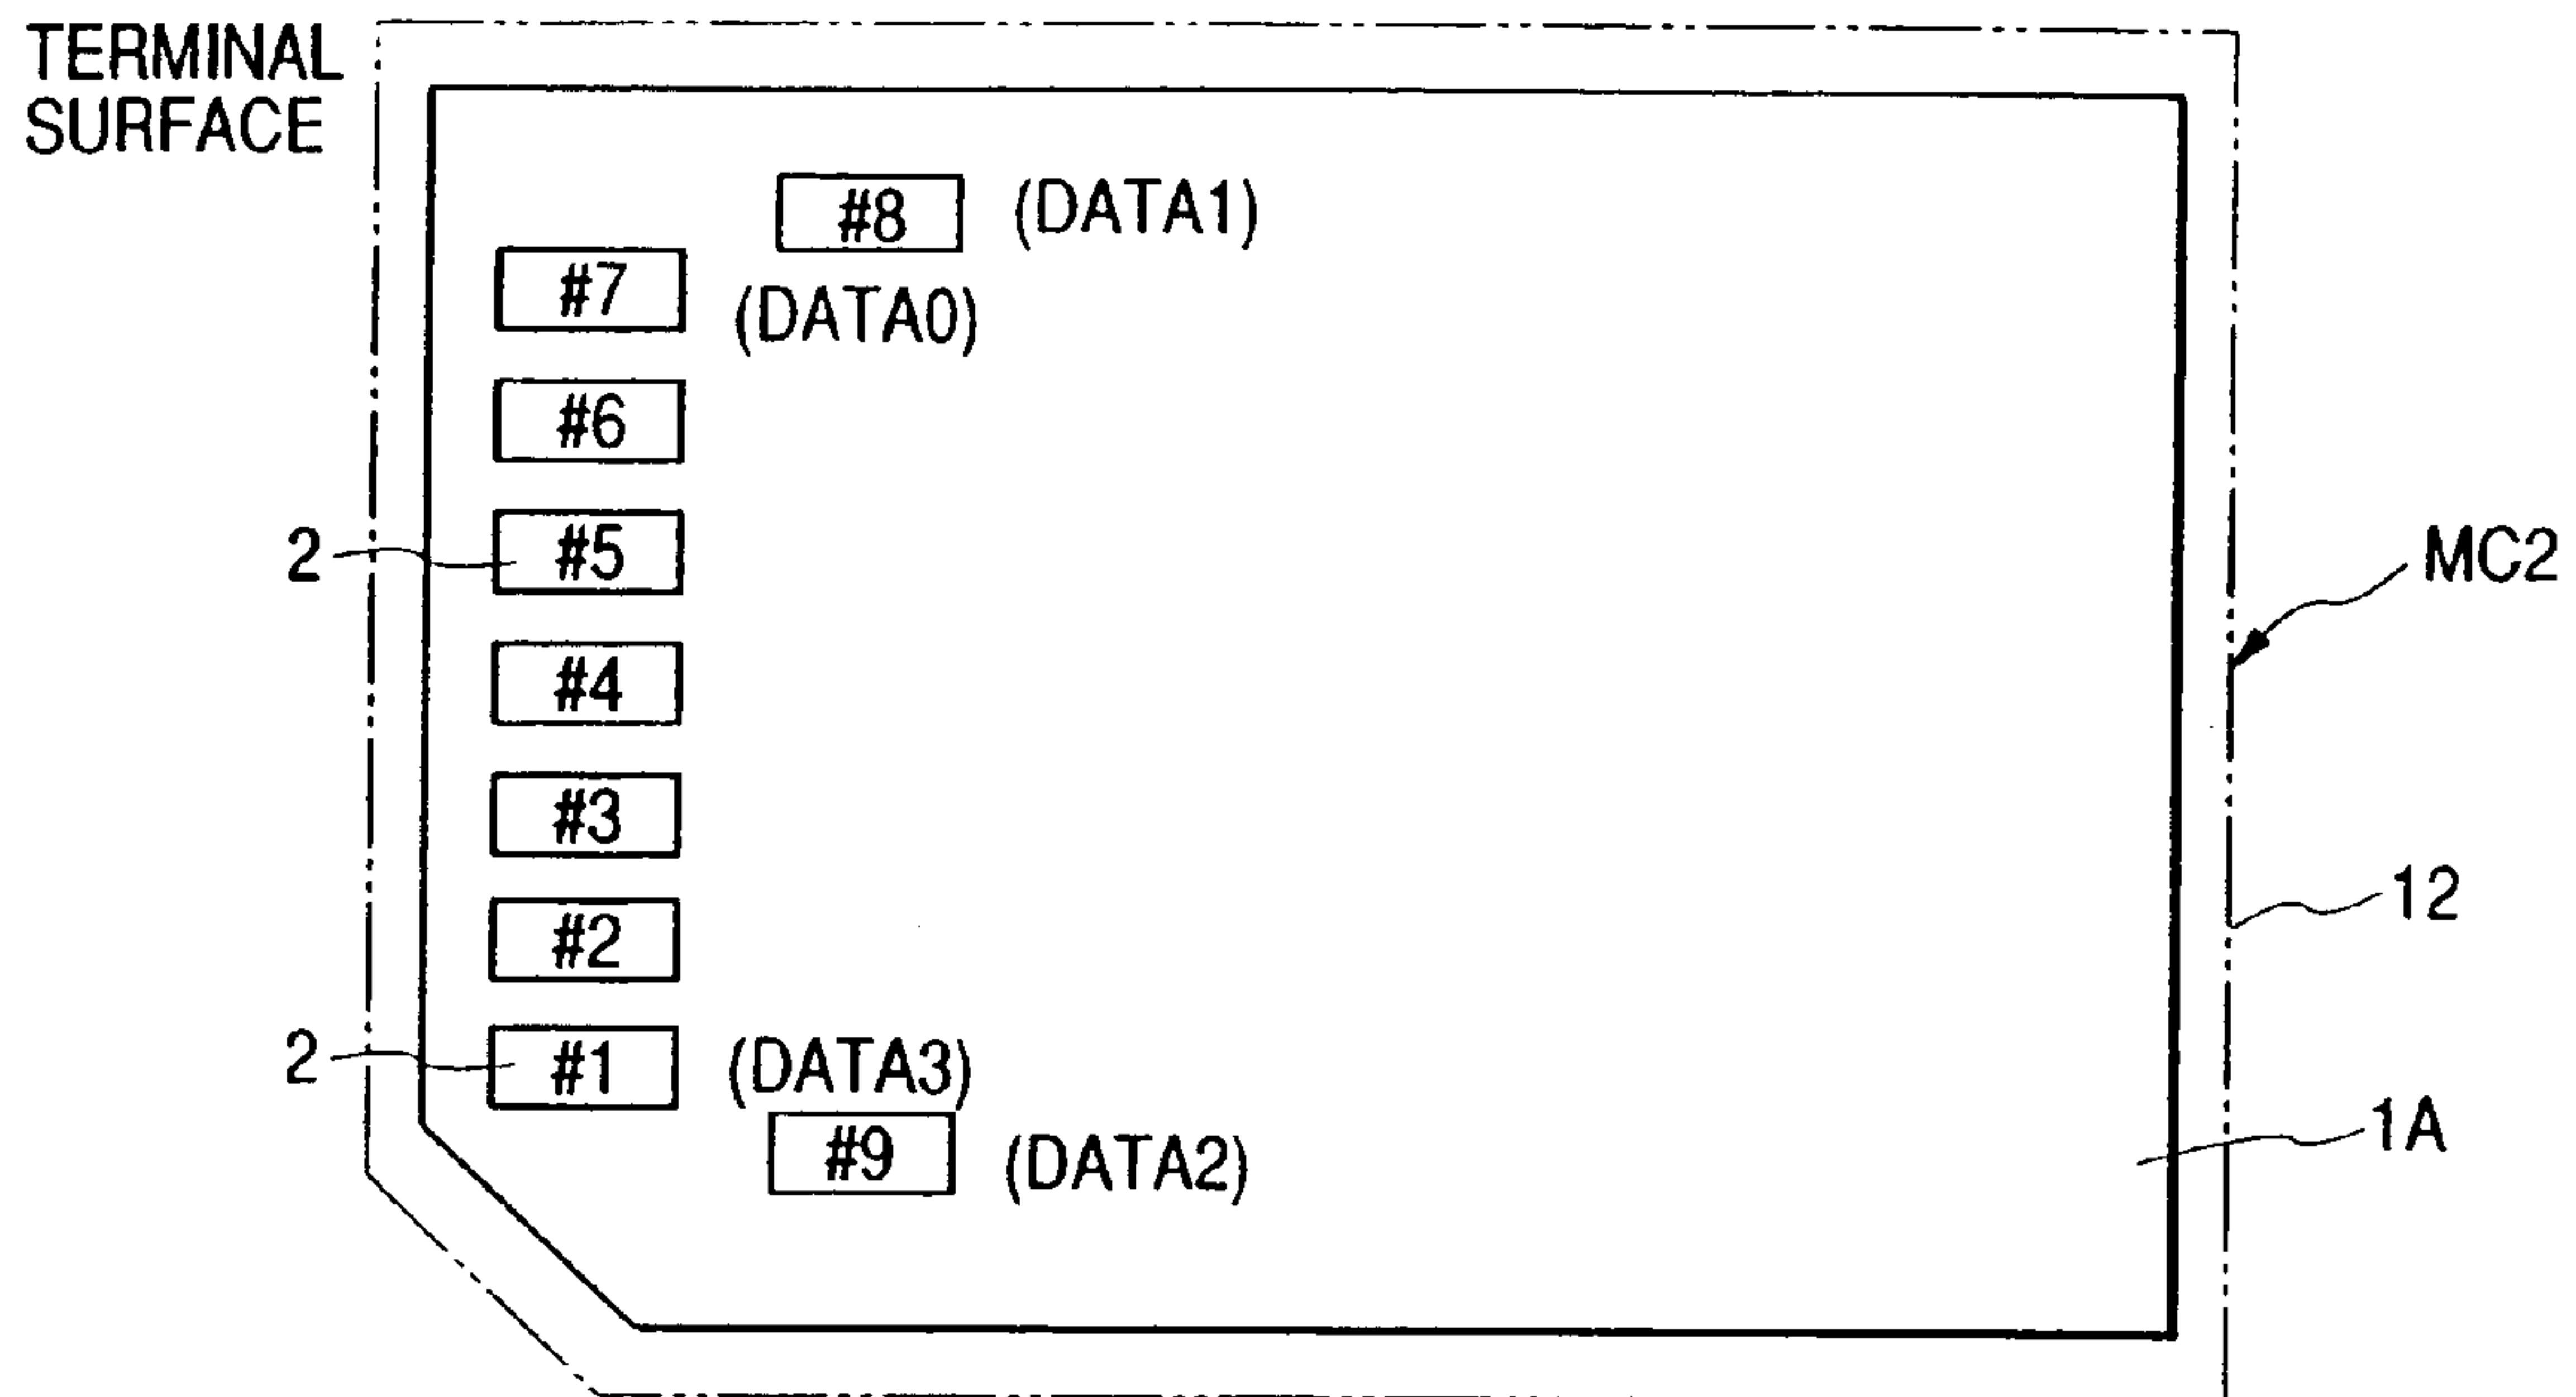 TERMINAL
SURFACE
#8 (DATA1)
#7
(DATA0)
#6
2 #5
MC2
#4
#3
12
#2
2 #1 (DATA3)
1A
#9 (DATA2)